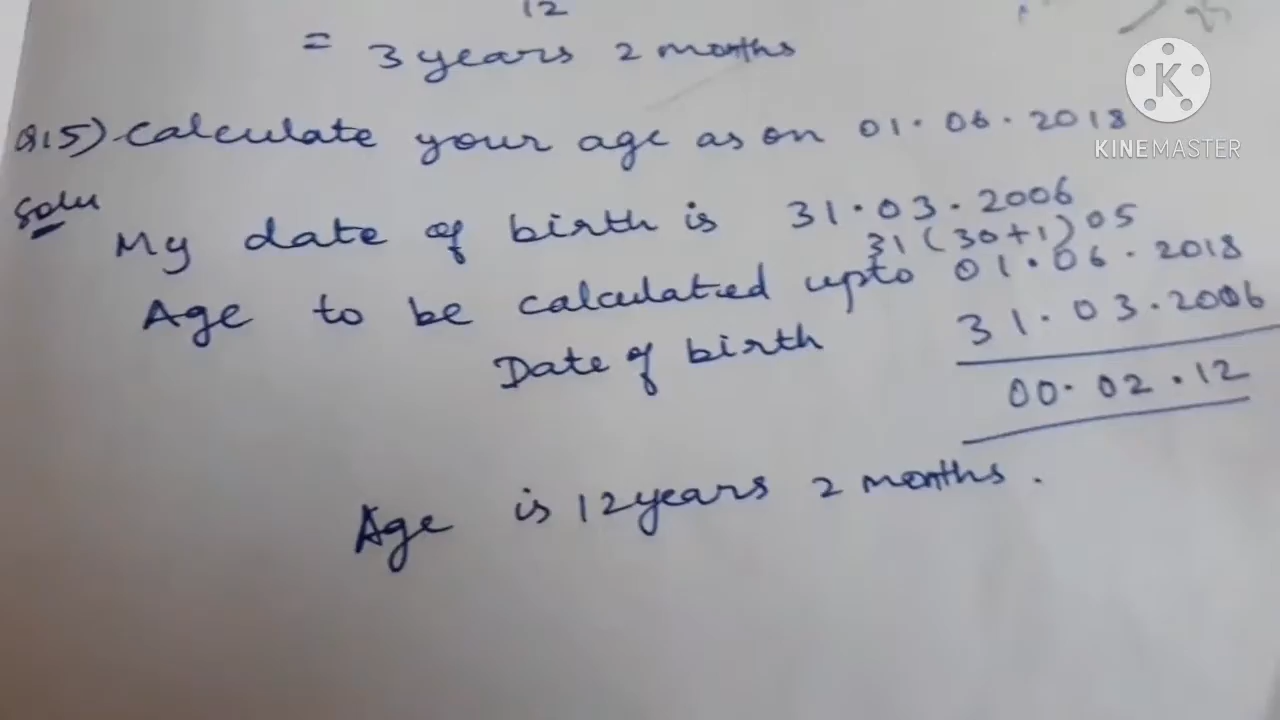 12
= 3 years 2 months
K
KINEMASTER
Q15) Calculate your age as on 01.06.2018
Solu
My date of birth is 31.03.2006
31 (30+1) 05
Age to be calculated upto 01.06.2018
Date of birth 31.03.2006
00.02.12
Age is 12 years 2 months.